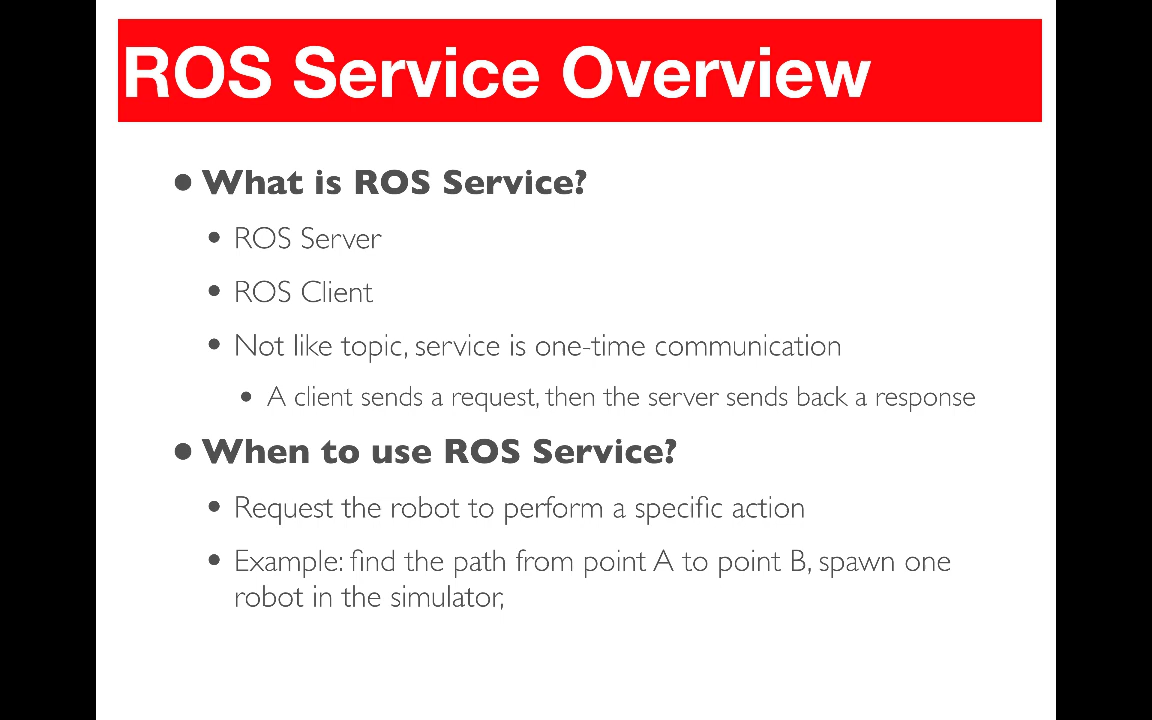 ROS Service Overview
• What is ROS Service?
• ROS Server
• ROS Client
• Not like topic, service is one-time communication
• A client sends a request, then the server sends back a response
• When to use ROS Service?
• Request the robot to perform a specific action
• Example: find the path from point A to point B, spawn one
robot in the simulator,